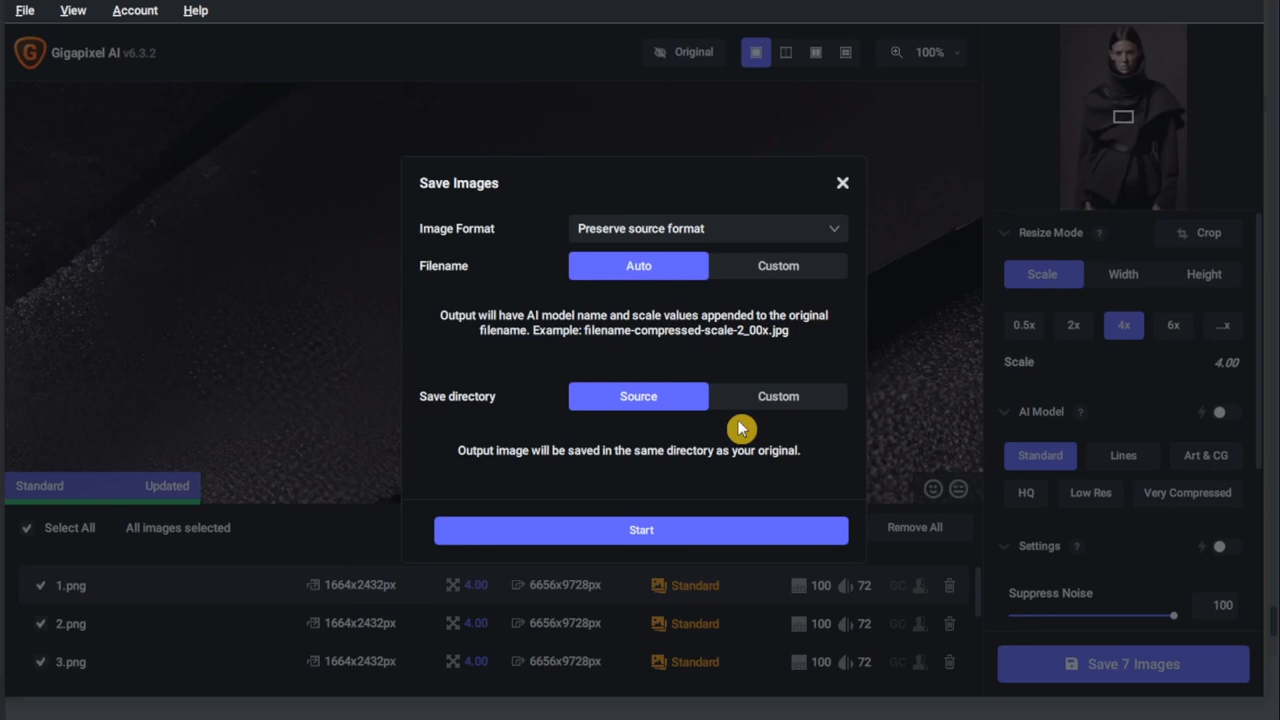 File View Account Help
G Gigapixel AI v6.3.2
Original
100%
Save Images
Image Format
Preserve source format
Filename
Auto
Custom
Output will have AI model name and scale values appended to the original
filename. Example: filename-compressed-scale-2_00x.jpg
Save directory
Source
Custom
Output image will be saved in the same directory as your original.
Start
Resize Mode ?
Crop
Scale
Width
Height
0.5x
2x
4x
6x
...x
Scale
4.00
AI Model ?
Standard
Lines
Art & CG
HQ
Low Res
Very Compressed
Settings ?
Suppress Noise
100
Save 7 Images
Standard
Updated
Select All
All images selected
Remove All
1.png 1664x2432px 4.00 6656x9728px Standard 100 72 GC
2.png 1664x2432px 4.00 6656x9728px Standard 100 72 GC
3.png 1664x2432px 4.00 6656x9728px Standard 100 72 GC